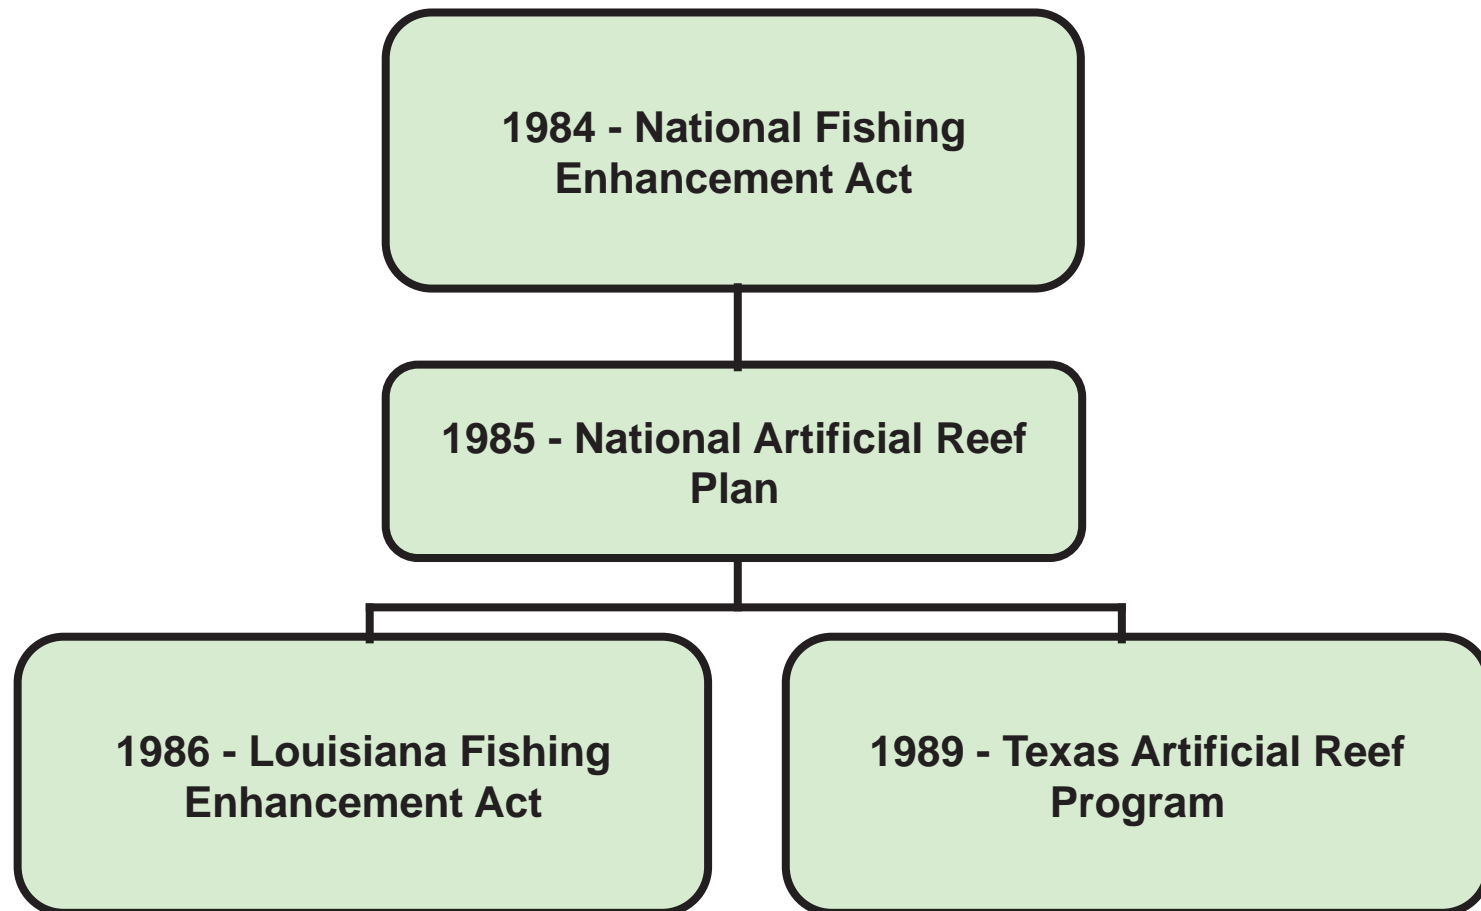 1984 - National Fishing
Enhancement Act
1985 - National Artificial Reef
Plan
1986 - Louisiana Fishing
Enhancement Act
1989 - Texas Artificial Reef
Program